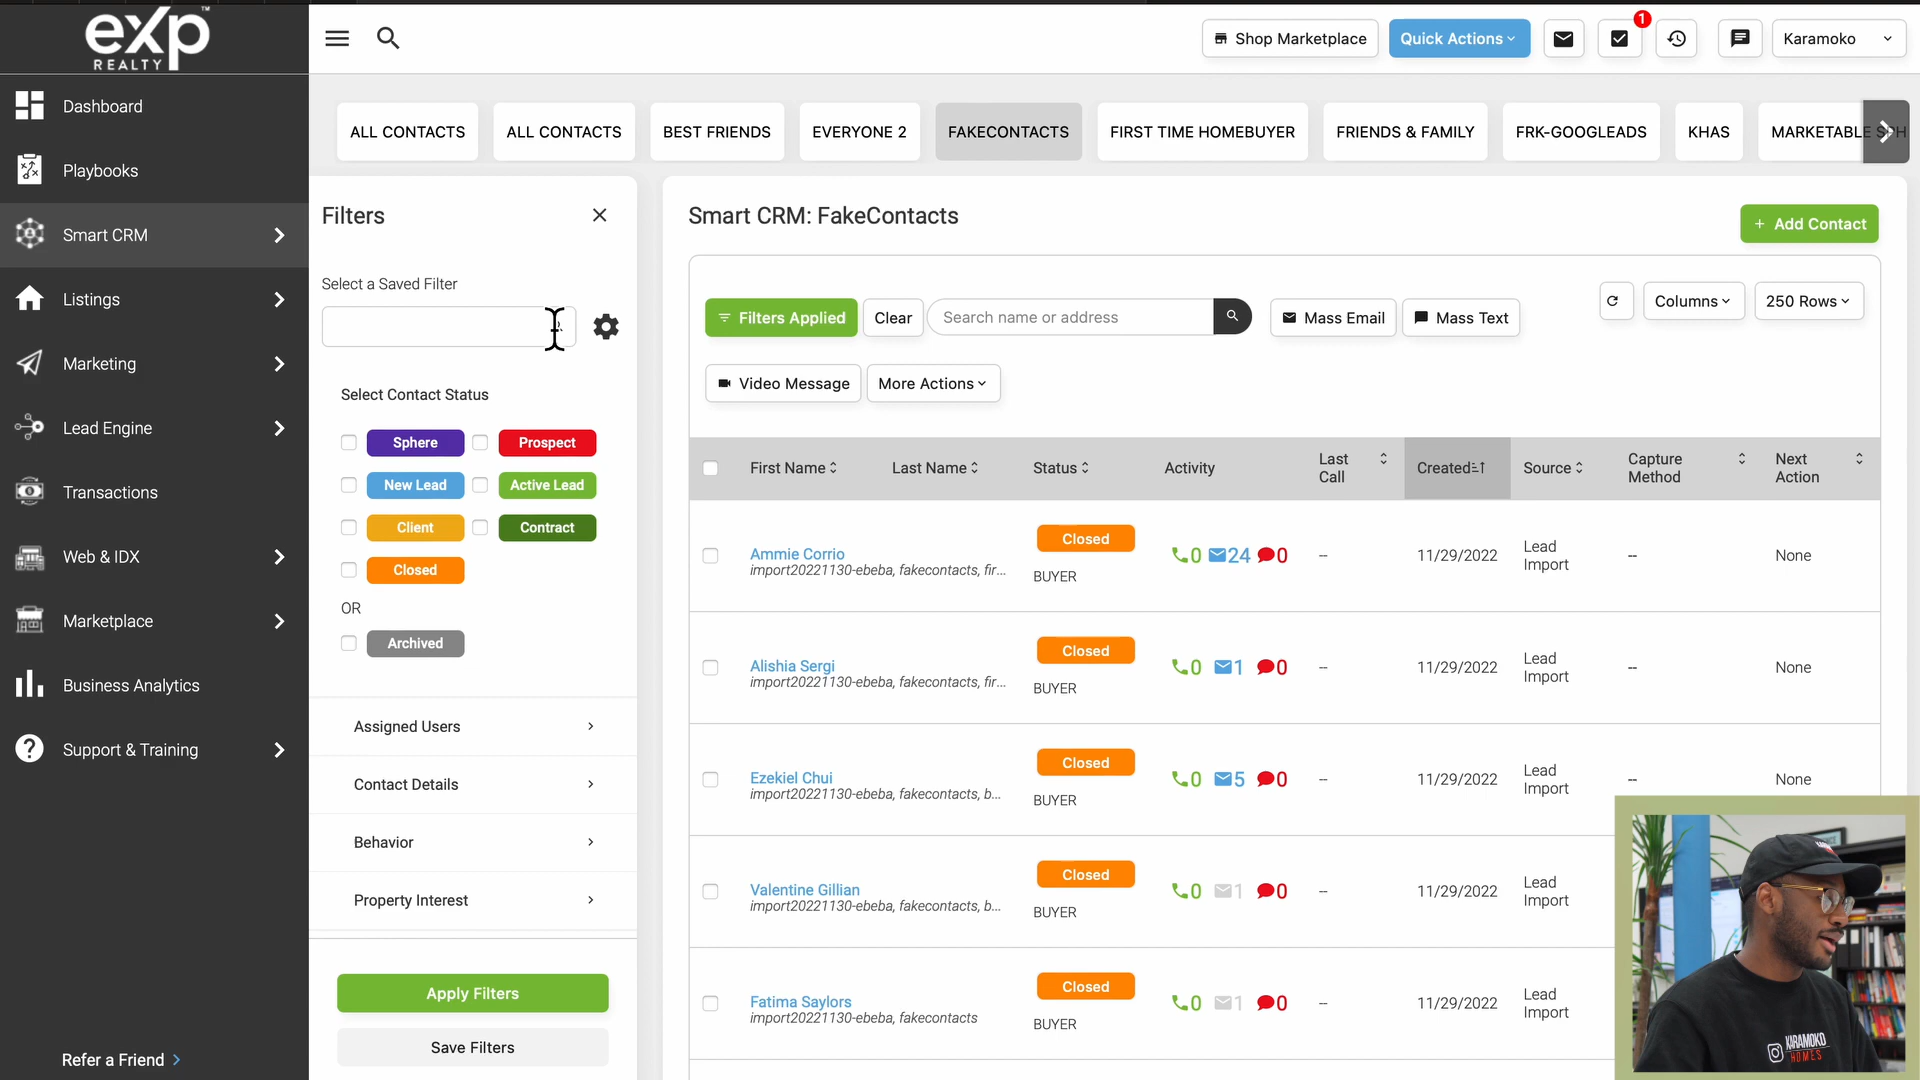 eXp™
REALTY
Shop Marketplace
Quick Actions
1
Karamoko
Dashboard
Playbooks
Smart CRM
Listings
Marketing
Lead Engine
Transactions
Web & IDX
Marketplace
Business Analytics
Support & Training
Refer a Friend
ALL CONTACTS
ALL CONTACTS
BEST FRIENDS
EVERYONE 2
FAKECONTACTS
FIRST TIME HOMEBUYER
FRIENDS & FAMILY
FRK-GOOGLEADS
KHAS
MARKETABLE
Filters
Select a Saved Filter
Select Contact Status
Sphere
Prospect
New Lead
Active Lead
Client
Contract
Closed
OR
Archived
Assigned Users
Contact Details
Behavior
Property Interest
Apply Filters
Save Filters
Smart CRM: FakeContacts
+ Add Contact
Filters Applied
Clear
Search name or address
Mass Email
Mass Text
Columns
250 Rows
Video Message
More Actions
First Name
Last Name
Status
Activity
Last Call
Created
Source
Capture Method
Next Action
Ammie Corrio
import20221130-ebeba, fakecontacts, fir...
Closed
BUYER
0 24 0
--
11/29/2022
Lead Import
--
None
Alishia Sergi
import20221130-ebeba, fakecontacts, fir...
Closed
BUYER
0 1 0
--
11/29/2022
Lead Import
--
None
Ezekiel Chui
import20221130-ebeba, fakecontacts, b...
Closed
BUYER
0 5 0
--
11/29/2022
Lead Import
--
None
Valentine Gillian
import20221130-ebeba, fakecontacts, b...
Closed
BUYER
0 1 0
--
11/29/2022
Lead Import
Fatima Saylors
import20221130-ebeba, fakecontacts
Closed
BUYER
0 1 0
--
11/29/2022
Lead Import
KARAMOKO
HOMES